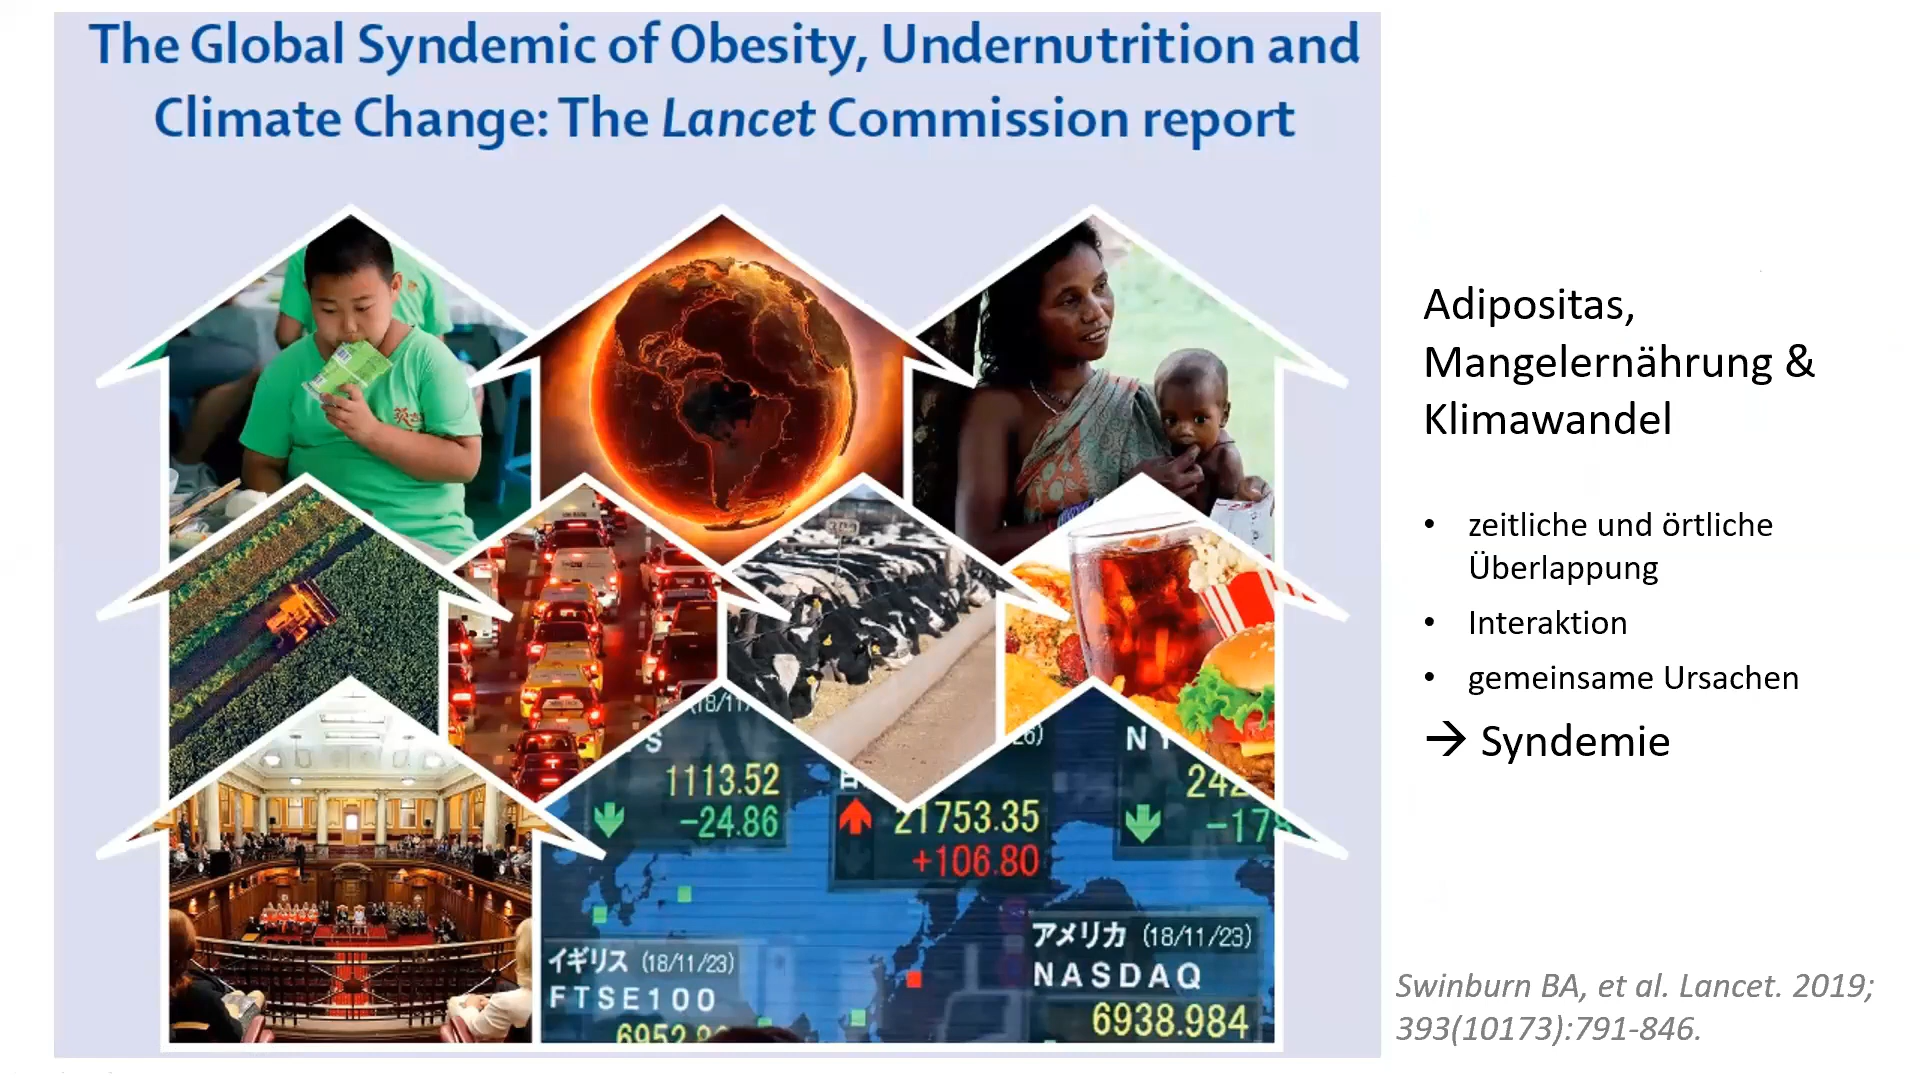 The Global Syndemic of Obesity, Undernutrition and
Climate Change: The Lancet Commission report
Adipositas,
Mangelernährung &
Klimawandel
• zeitliche und örtliche
Überlappung
• Interaktion
• gemeinsame Ursachen
→ Syndemie
1113.52
-24.86
21753.35
+106.80
イギリス (18/11/23)
FTSE100
アメリカ (18/11/23)
NASDAQ
6938.984
Swinburn BA, et al. Lancet. 2019;
393(10173):791-846.